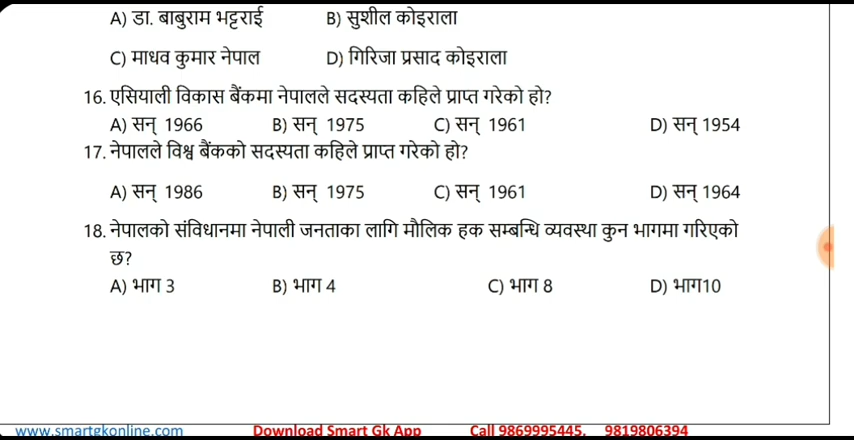 A) डा. बाबुराम भट्टराई B) सुशील कोइराला
C) माधव कुमार नेपाल D) गिरिजा प्रसाद कोइराला
16. एसियाली विकास बैंकमा नेपालले सदस्यता कहिले प्राप्त गरेको हो?
A) सन् 1966 B) सन् 1975 C) सन् 1961 D) सन् 1954
17. नेपालले विश्व बैंकको सदस्यता कहिले प्राप्त गरेको हो?
A) सन् 1986 B) सन् 1975 C) सन् 1961 D) सन् 1964
18. नेपालको संविधानमा नेपाली जनताका लागि मौलिक हक सम्बन्धि व्यवस्था कुन भागमा गरिएको
छ?
A) भाग 3 B) भाग 4 C) भाग 8 D) भाग10
www.smartgkonline.com Download Smart Gk App Call 9869995445, 9819806394